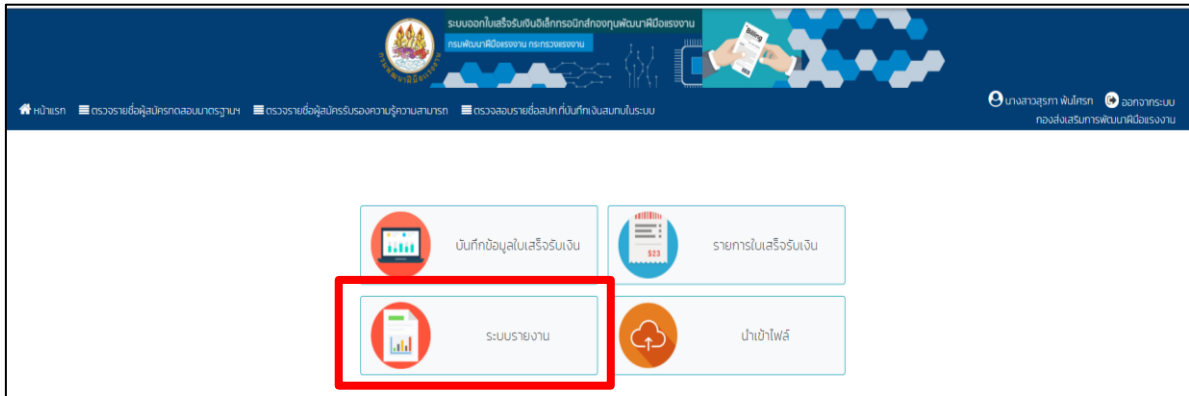 ระบบออกใบเสร็จรับเงินอิเล็กทรอนิกส์กองทุนพัฒนาฝีมือแรงงาน
กรมพัฒนาฝีมือแรงงาน กระทรวงแรงงาน
Billing
หน้าแรก ตรวจรายชื่อผู้สมัครทดสอบมาตรฐานฯ ตรวจรายชื่อผู้สมัครรับรองความรู้ความสามารถ ตรวจสอบรายชื่อสปก.ที่บันทึกเงินสมทบในระบบ
นางสาวสุรภา พันโกรก ออกจากระบบ
กองส่งเสริมการพัฒนาฝีมือแรงงาน
บันทึกข้อมูลใบเสร็จรับเงิน
$23
รายการใบเสร็จรับเงิน
ระบบรายงาน
นำเข้าไฟล์